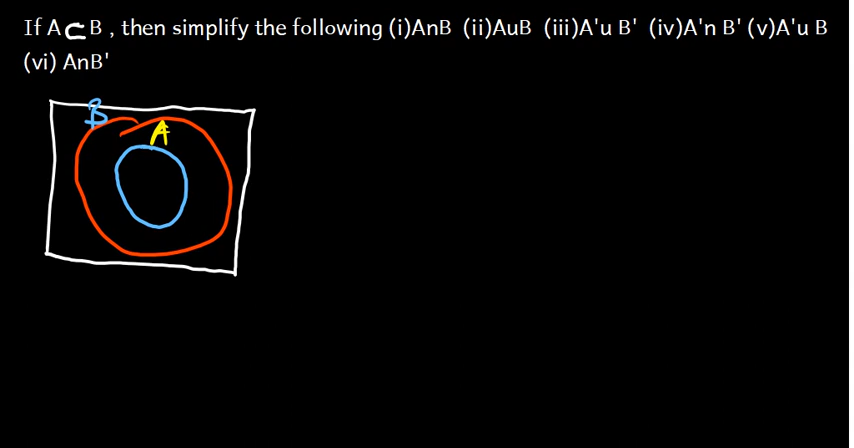 If A⊂B , then simplify the following (i)AnB (ii)AuB (iii)A'u B' (iv)A'n B' (v)A'u B
(vi) AnB'
B
A